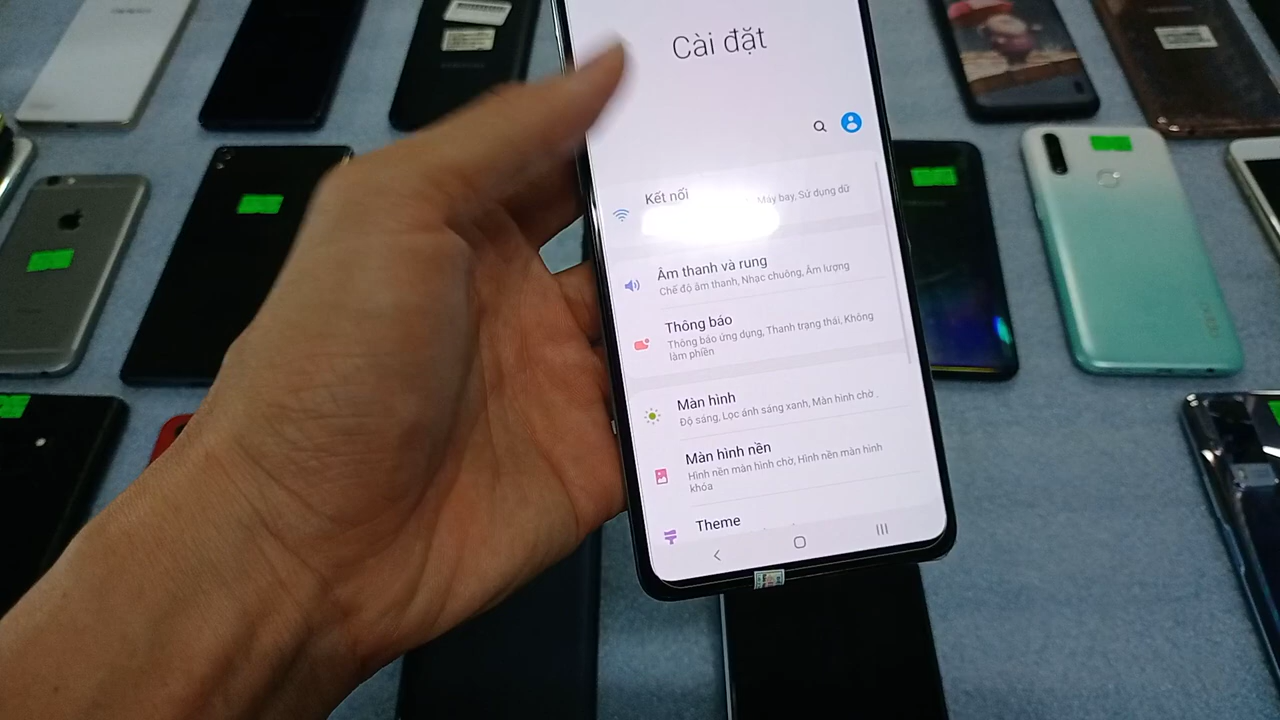 Cài đặt
Kết nối
Máy bay, Sử dụng dữ
Âm thanh và rung
Chế độ âm thanh, Nhạc chuông, Âm lượng
Thông báo
Thông báo ứng dụng, Thanh trạng thái, Không
làm phiền
Màn hình
Độ sáng, Lọc ánh sáng xanh, Màn hình chờ
Màn hình nền
Hình nền màn hình chờ, Hình nền màn hình
khóa
Theme